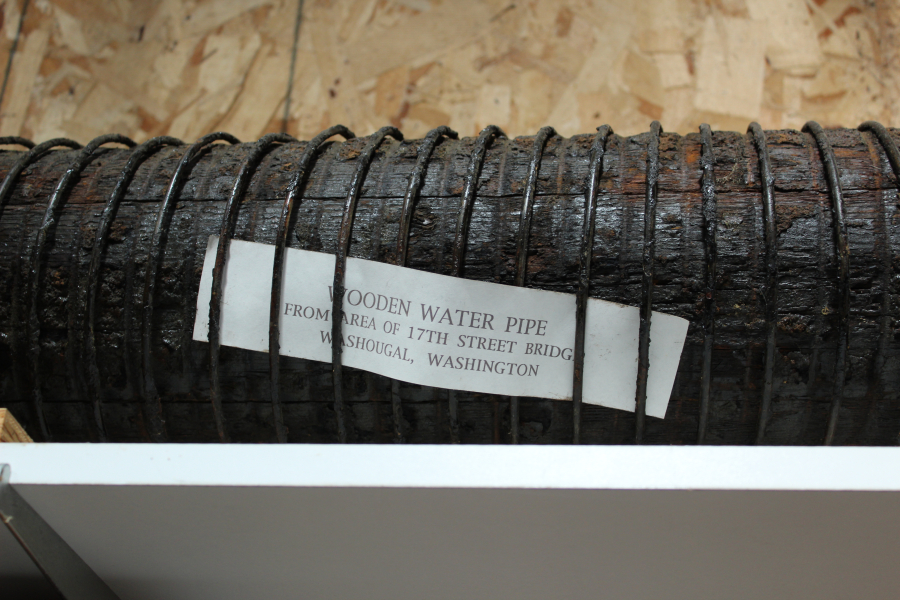 WOODEN WATER PIPE
FROM AREA OF 17TH STREET BRIDG
WASHOUGAL, WASHINGTON